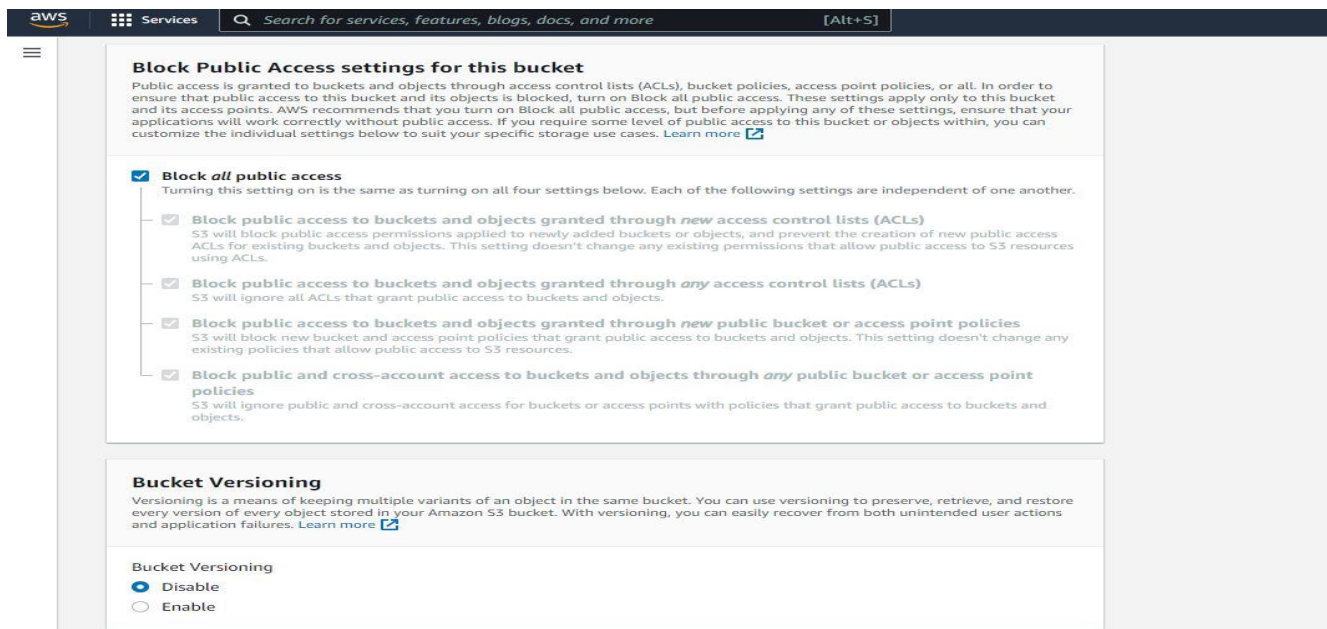 aws
Services
Search for services, features, blogs, docs, and more
[Alt+S]
Block Public Access settings for this bucket
Public access is granted to buckets and objects through access control lists (ACLs), bucket policies, access point policies, or all. In order to
ensure that public access to this bucket and its objects is blocked, turn on Block all public access. These settings apply only to this bucket
and its access points. AWS recommends that you turn on Block all public access, but before applying any of these settings, ensure that your
applications will work correctly without public access. If you require some level of public access to this bucket or objects within, you can
customize the individual settings below to suit your specific storage use cases. Learn more
Block all public access
Turning this setting on is the same as turning on all four settings below. Each of the following settings are independent of one another.
Block public access to buckets and objects granted through new access control lists (ACLs)
S3 will block public access permissions applied to newly added buckets or objects, and prevent the creation of new public access
ACLs for existing buckets and objects. This setting doesn't change any existing permissions that allow public access to S3 resources
using ACLs.
Block public access to buckets and objects granted through any access control lists (ACLs)
S3 will ignore all ACLs that grant public access to buckets and objects.
Block public access to buckets and objects granted through new public bucket or access point policies
S3 will block new bucket and access point policies that grant public access to buckets and objects. This setting doesn't change any
existing policies that allow public access to S3 resources.
Block public and cross-account access to buckets and objects through any public bucket or access point
policies
S3 will ignore public and cross-account access for buckets or access points with policies that grant public access to buckets and
objects.
Bucket Versioning
Versioning is a means of keeping multiple variants of an object in the same bucket. You can use versioning to preserve, retrieve, and restore
every version of every object stored in your Amazon S3 bucket. With versioning, you can easily recover from both unintended user actions
and application failures. Learn more
Bucket Versioning
Disable
Enable